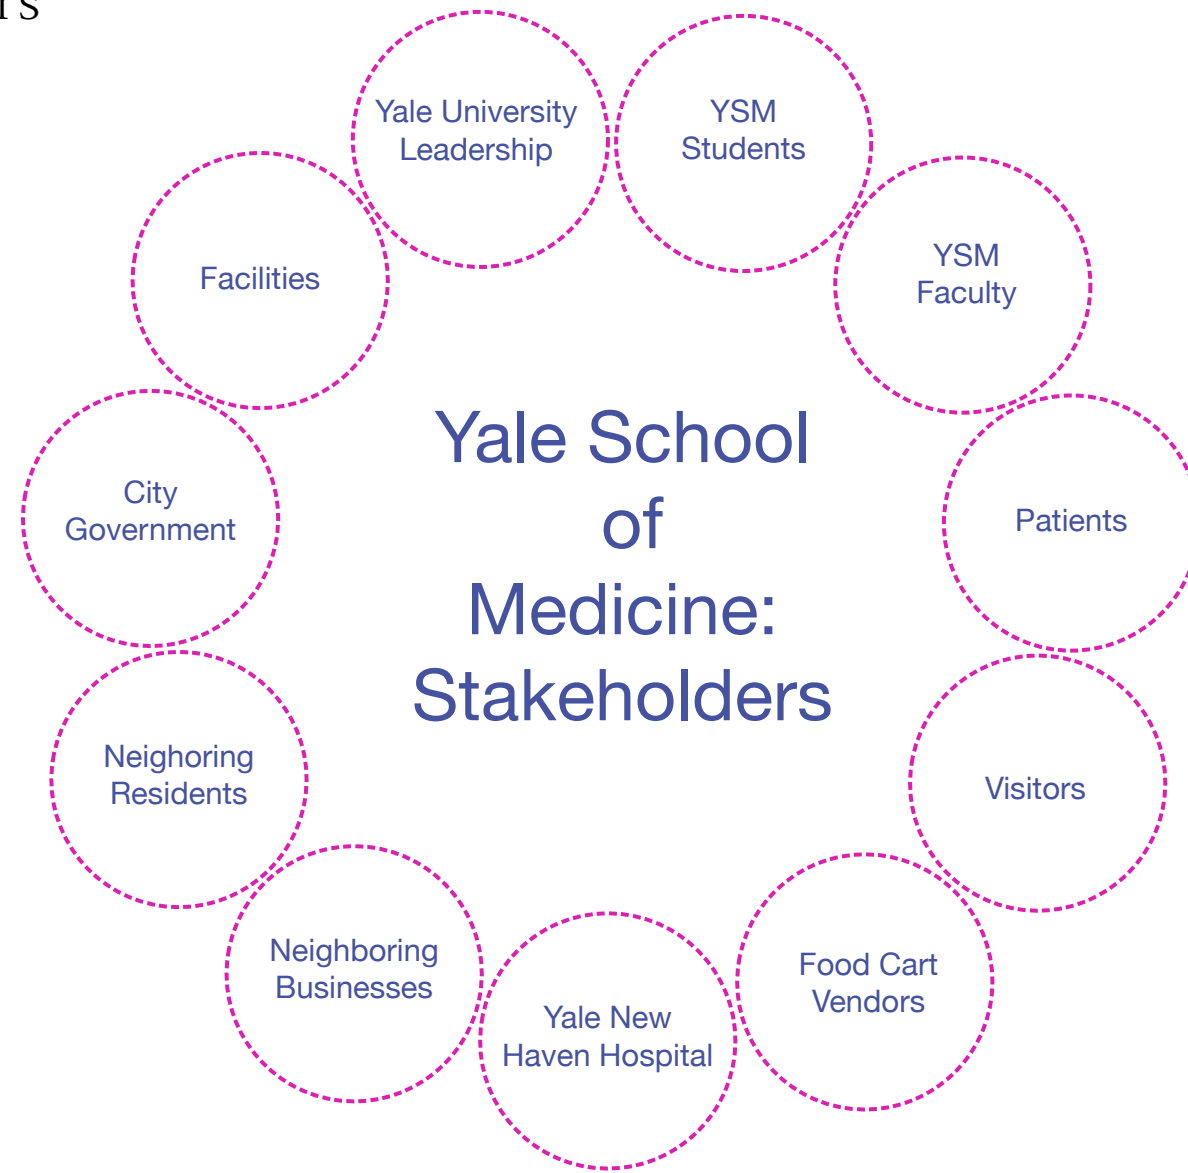 Yale University
Leadership
YSM
Students
YSM
Faculty
Patients
Visitors
Food Cart
Vendors
Yale New
Haven Hospital
Neighboring
Businesses
Neighoring
Residents
City
Government
Facilities
Yale School
of
Medicine:
Stakeholders